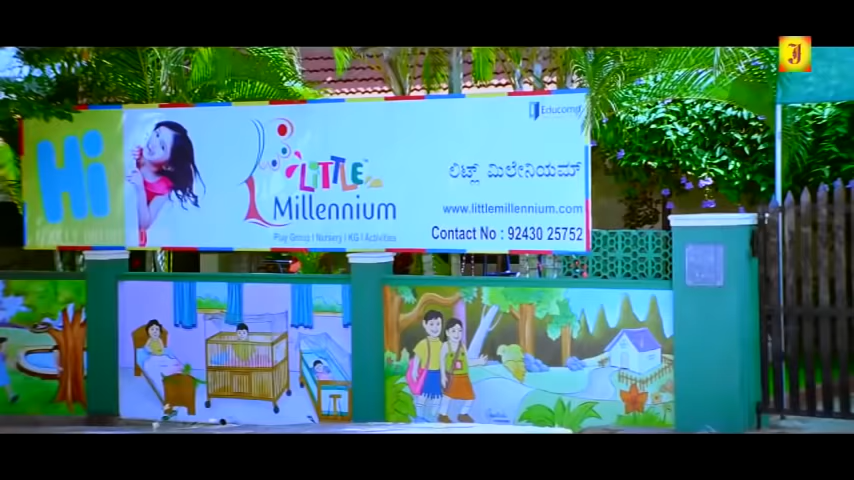 J
Hi
Educomp
LITTLE
Millennium
Play Group I Nursery I KG I Activities
ಲಿಟ್ಲ್ ಮಿಲೇನಿಯಮ್
www.littlemillennium.com
Contact No : 92430 25752